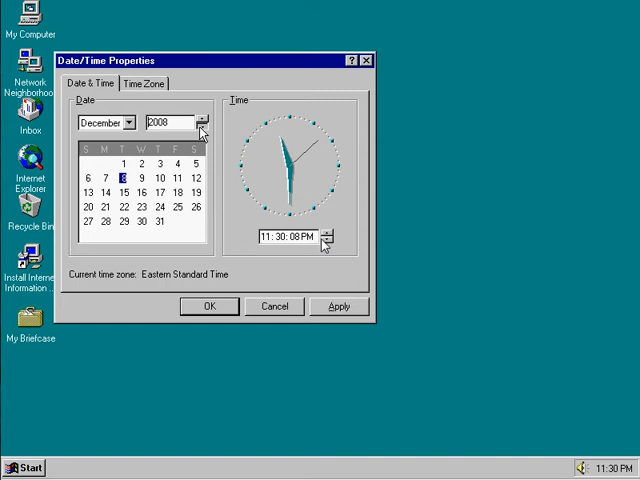 My Computer
Network
Neighborhoo
Inbox
Internet
Explorer
Recycle Bin
Install Interne
Information ...
My Briefcase
Date/Time Properties
Date & Time
Time Zone
Date
December
2008
S M T W T F S
1 2 3 4 5
6 7 8 9 10 11 12
13 14 15 16 17 18 19
20 21 22 23 24 25 26
27 28 29 30 31
Time
11:30:08 PM
Current time zone: Eastern Standard Time
OK
Cancel
Apply
Start
11:30 PM